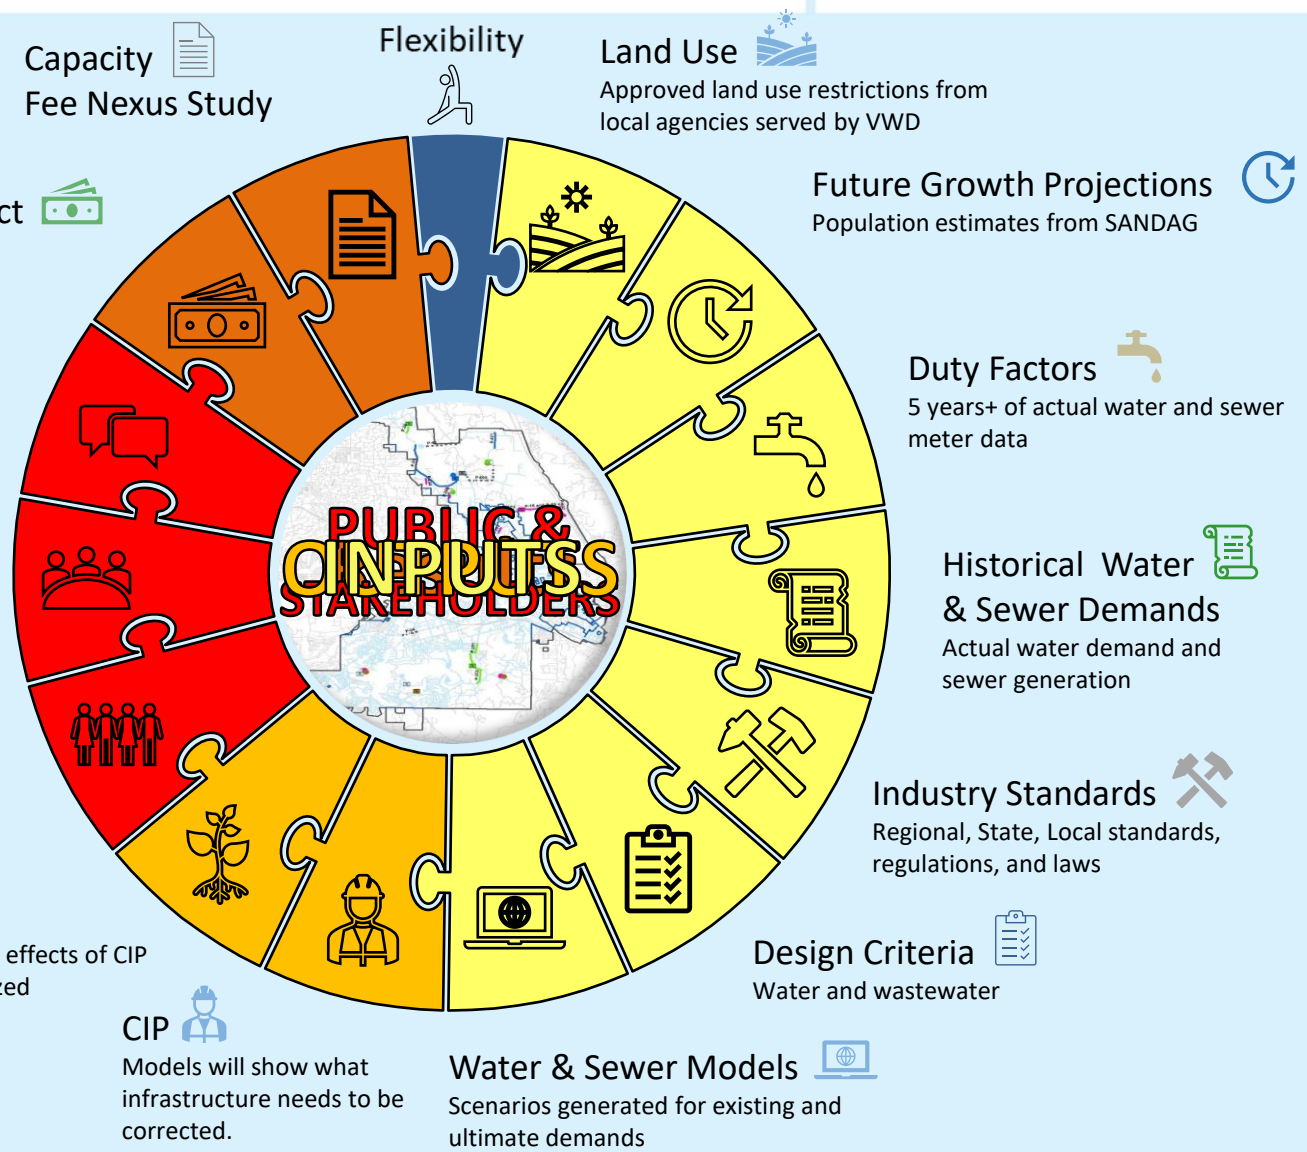 Capacity
Fee Nexus Study
Flexibility
Land Use
Approved land use restrictions from
local agencies served by VWD
ct
Future Growth Projections
Population estimates from SANDAG
Duty Factors
5 years+ of actual water and sewer
meter data
Historical Water
& Sewer Demands
Actual water demand and
sewer generation
Industry Standards
Regional, State, Local standards,
regulations, and laws
Design Criteria
Water and wastewater
Water & Sewer Models
Scenarios generated for existing and
ultimate demands
CIP
Models will show what
infrastructure needs to be
corrected.
effects of CIP
zed
PUBLIC &
INPUTS
STAKEHOLDERS